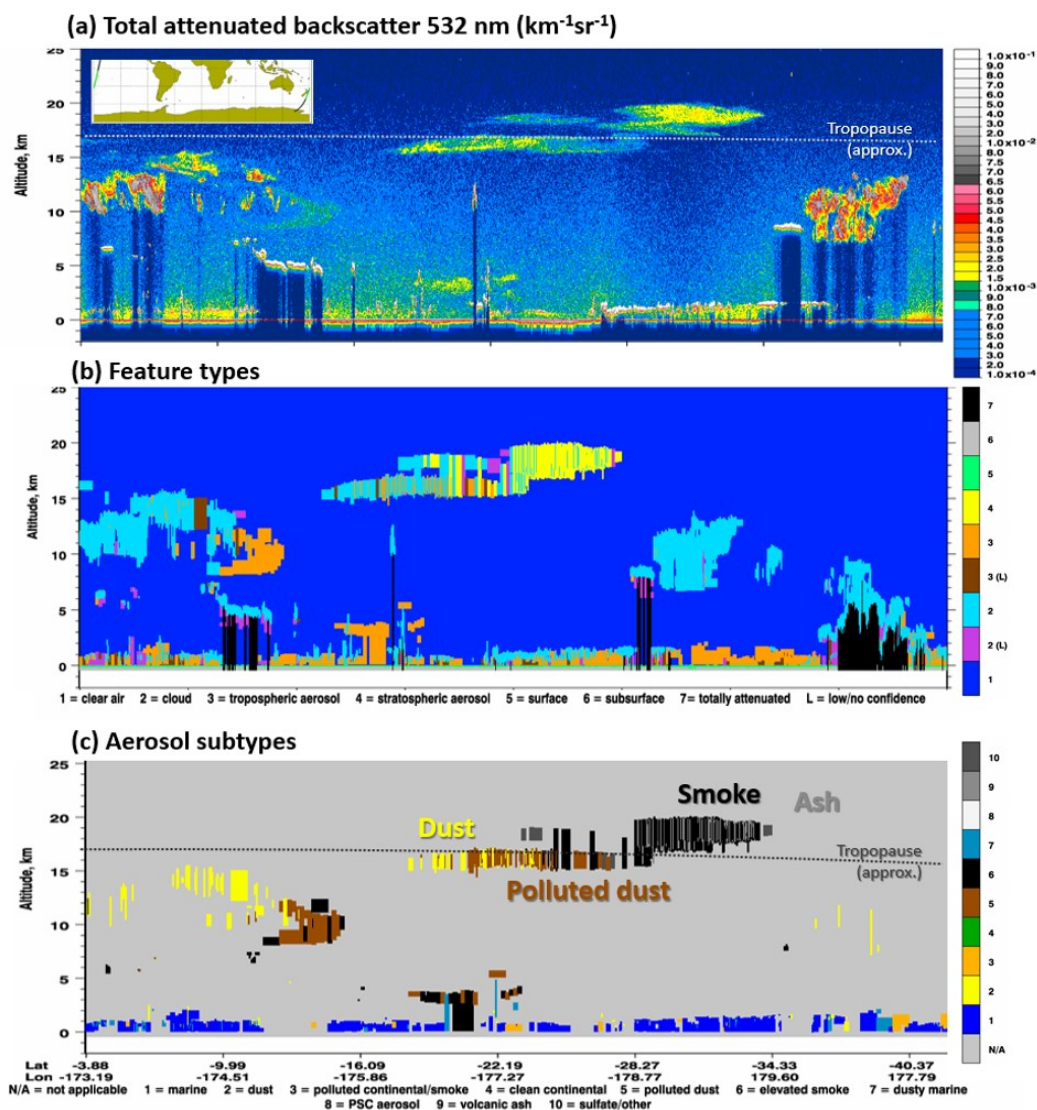 (a) Total attenuated backscatter 532 nm (km⁻¹sr⁻¹)
25
20
15
10
5
0
Altitude, km
Tropopause
(approx.)
1.0x10⁻¹
9.0
8.0
7.0
6.0
5.0
4.0
3.0
2.0
1.0x10⁻²
8.0
7.5
7.0
6.5
6.0
5.5
5.0
4.5
4.0
3.5
3.0
2.5
2.0
1.5
1.0x10⁻³
9.0
8.0
7.0
6.0
5.0
4.0
3.0
2.0
1.0x10⁻⁴
(b) Feature types
25
20
15
10
5
0
Altitude, km
7
6
5
4
3
3 (L)
2
2 (L)
1
1 = clear air 2 = cloud 3 = tropospheric aerosol 4 = stratospheric aerosol 5 = surface 6 = subsurface 7 = totally attenuated L = low/no confidence
(c) Aerosol subtypes
25
20
15
10
5
0
Altitude, km
Smoke
Ash
Dust
Tropopause
(approx.)
Polluted dust
10
9
8
7
6
5
4
3
2
1
N/A
Lat -3.88 -9.99 -16.09 -22.19 -28.27 -34.33 -40.37
Lon -173.19 -174.51 -175.86 -177.27 -178.77 179.60 177.79
N/A = not applicable 1 = marine 2 = dust 3 = polluted continental/smoke 4 = clean continental 5 = polluted dust 6 = elevated smoke 7 = dusty marine
8 = PSC aerosol 9 = volcanic ash 10 = sulfate/other